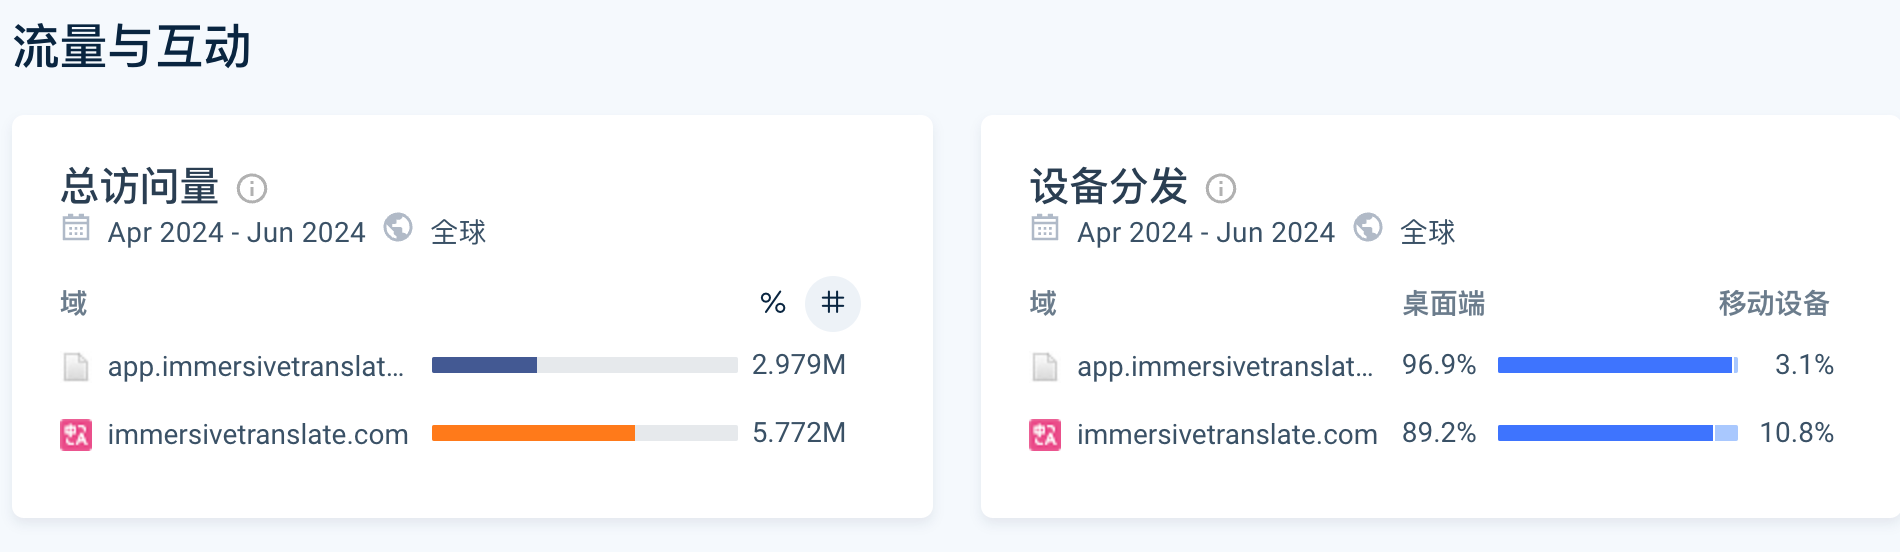 流量与互动
总访问量
Apr 2024 - Jun 2024 全球
域 % #
app.immersivetranslat... 2.979M
immersivetranslate.com 5.772M
设备分发
Apr 2024 - Jun 2024 全球
域 桌面端 移动设备
app.immersivetranslat... 96.9% 3.1%
immersivetranslate.com 89.2% 10.8%